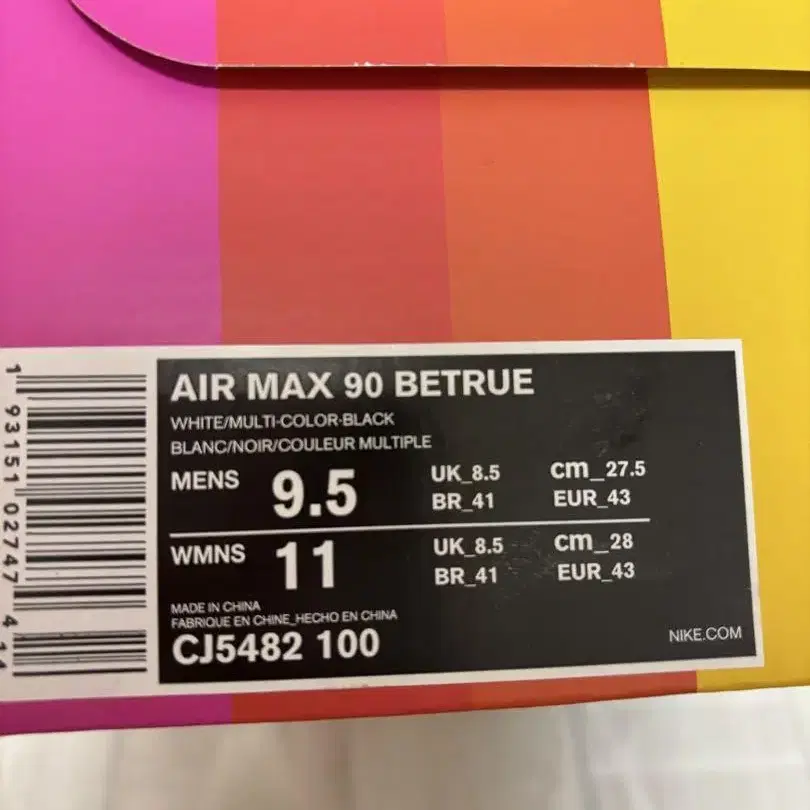 AIR MAX 90 BETRUE
WHITE/MULTI-COLOR-BLACK
BLANC/NOIR/COULEUR MULTIPLE
MENS 9.5 UK_8.5 cm_27.5
BR_41 EUR_43
WMNS 11 UK_8.5 cm_28
BR_41 EUR_43
MADE IN CHINA
FABRIQUE EN CHINE_HECHO EN CHINA
CJ5482 100
NIKE.COM
1 93151 02747 4 11